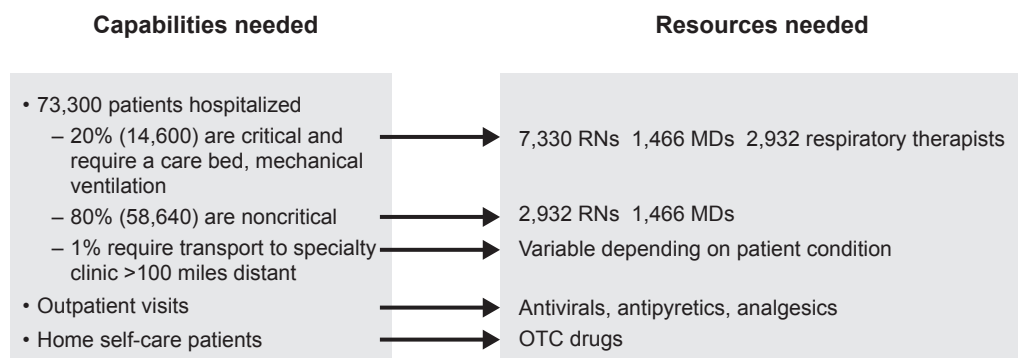 Capabilities needed
Resources needed
• 73,300 patients hospitalized
– 20% (14,600) are critical and
require a care bed, mechanical
ventilation
7,330 RNs 1,466 MDs 2,932 respiratory therapists
– 80% (58,640) are noncritical
2,932 RNs 1,466 MDs
– 1% require transport to specialty
clinic >100 miles distant
Variable depending on patient condition
• Outpatient visits
Antivirals, antipyretics, analgesics
• Home self-care patients
OTC drugs